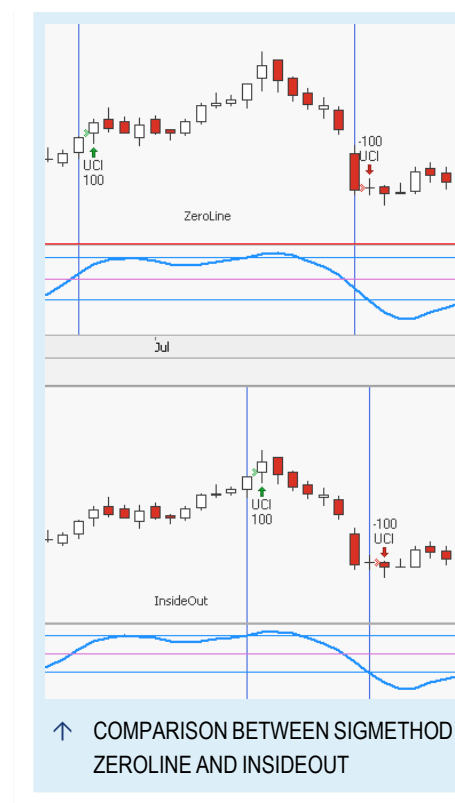 -100
UCI
UCI
100
ZeroLine
Jul
UCI
100
-100
UCI
InsideOut
↑ COMPARISON BETWEEN SIGMETHOD
ZEROLINE AND INSIDEOUT